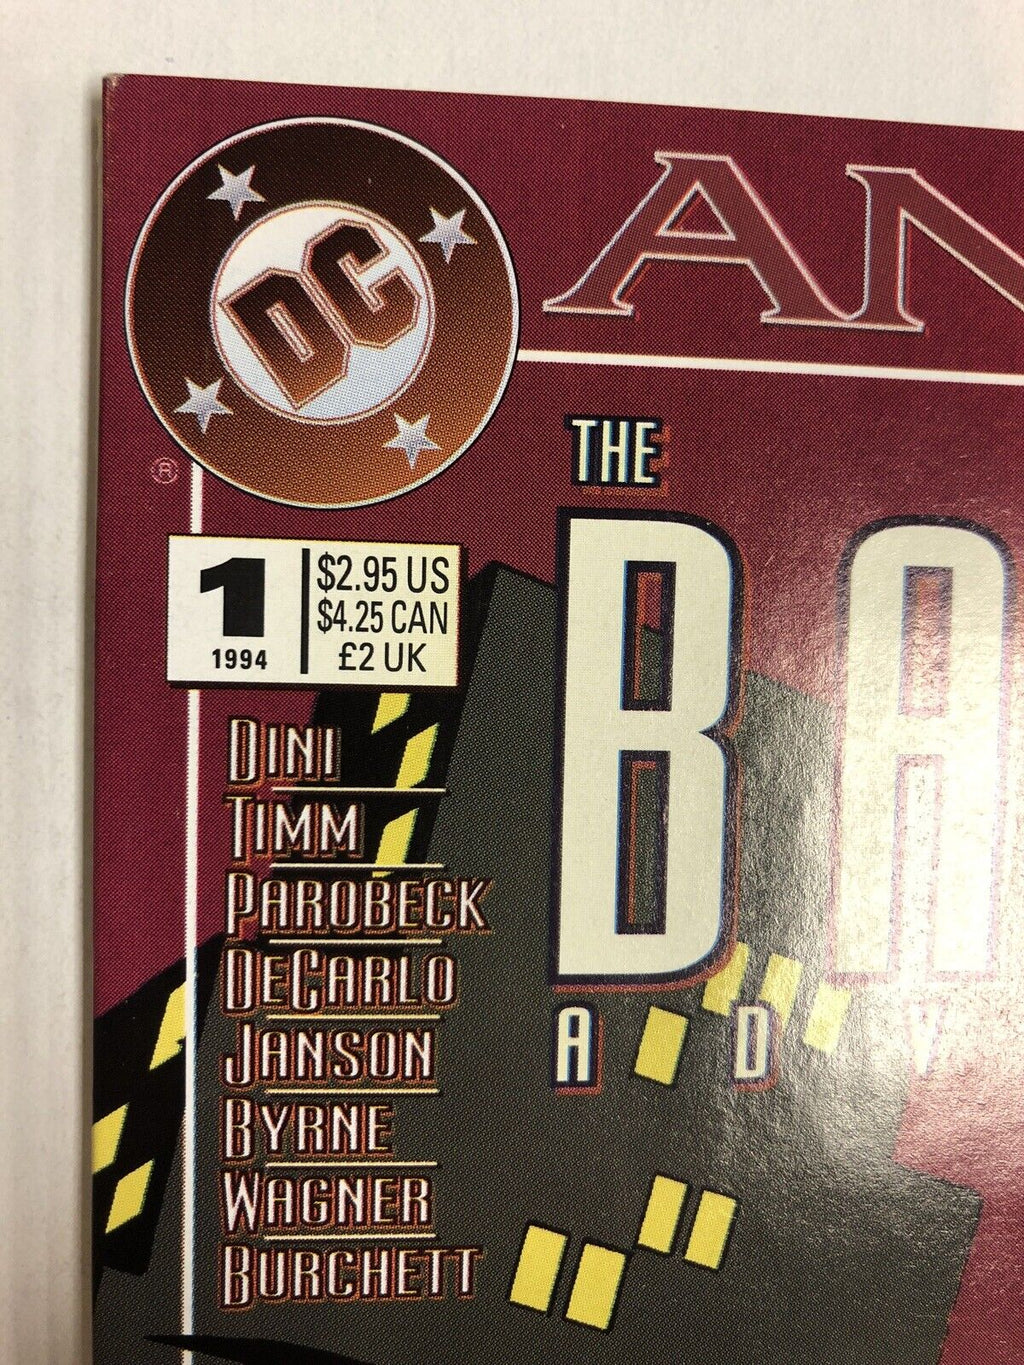 DC
AN
®
THE
BA
1
1994
$2.95 US
$4.25 CAN
£2 UK
A D V
DINI
TIMM
PAROBECK
DECARLO
JANSON
BYRNE
WAGNER
BURCHETT